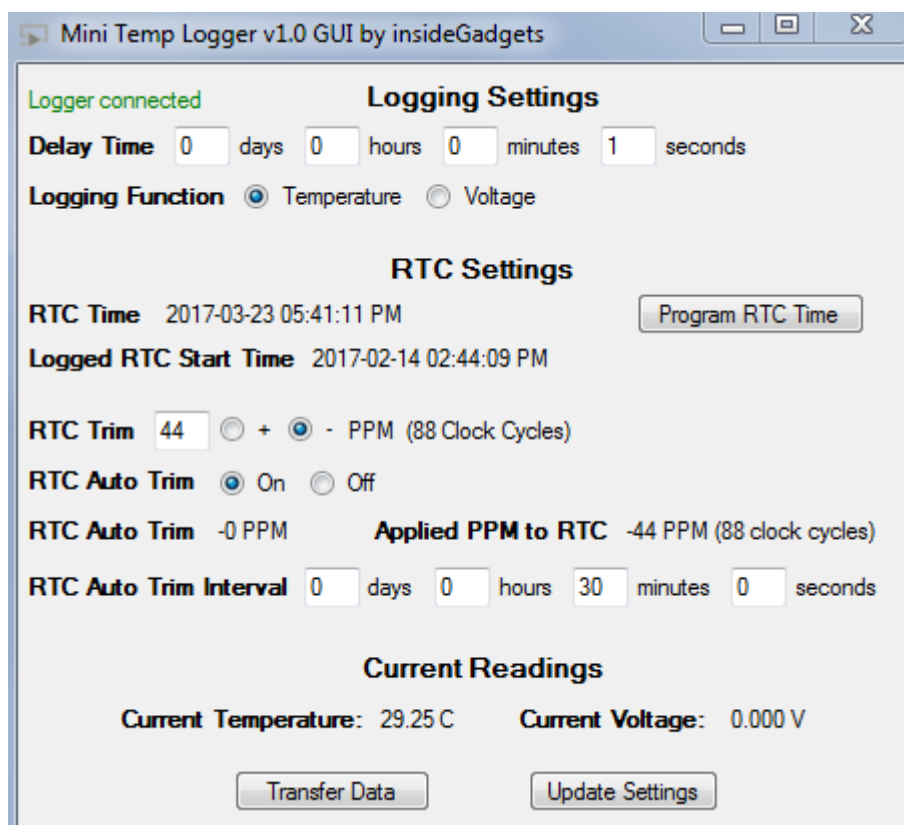 Mini Temp Logger v1.0 GUI by insideGadgets
Logger connected Logging Settings
Delay Time 0 days 0 hours 0 minutes 1 seconds
Logging Function Temperature Voltage
RTC Settings
RTC Time 2017-03-23 05:41:11 PM Program RTC Time
Logged RTC Start Time 2017-02-14 02:44:09 PM
RTC Trim 44 + - PPM (88 Clock Cycles)
RTC Auto Trim On Off
RTC Auto Trim -0 PPM Applied PPM to RTC -44 PPM (88 clock cycles)
RTC Auto Trim Interval 0 days 0 hours 30 minutes 0 seconds
Current Readings
Current Temperature: 29.25 C Current Voltage: 0.000 V
Transfer Data Update Settings